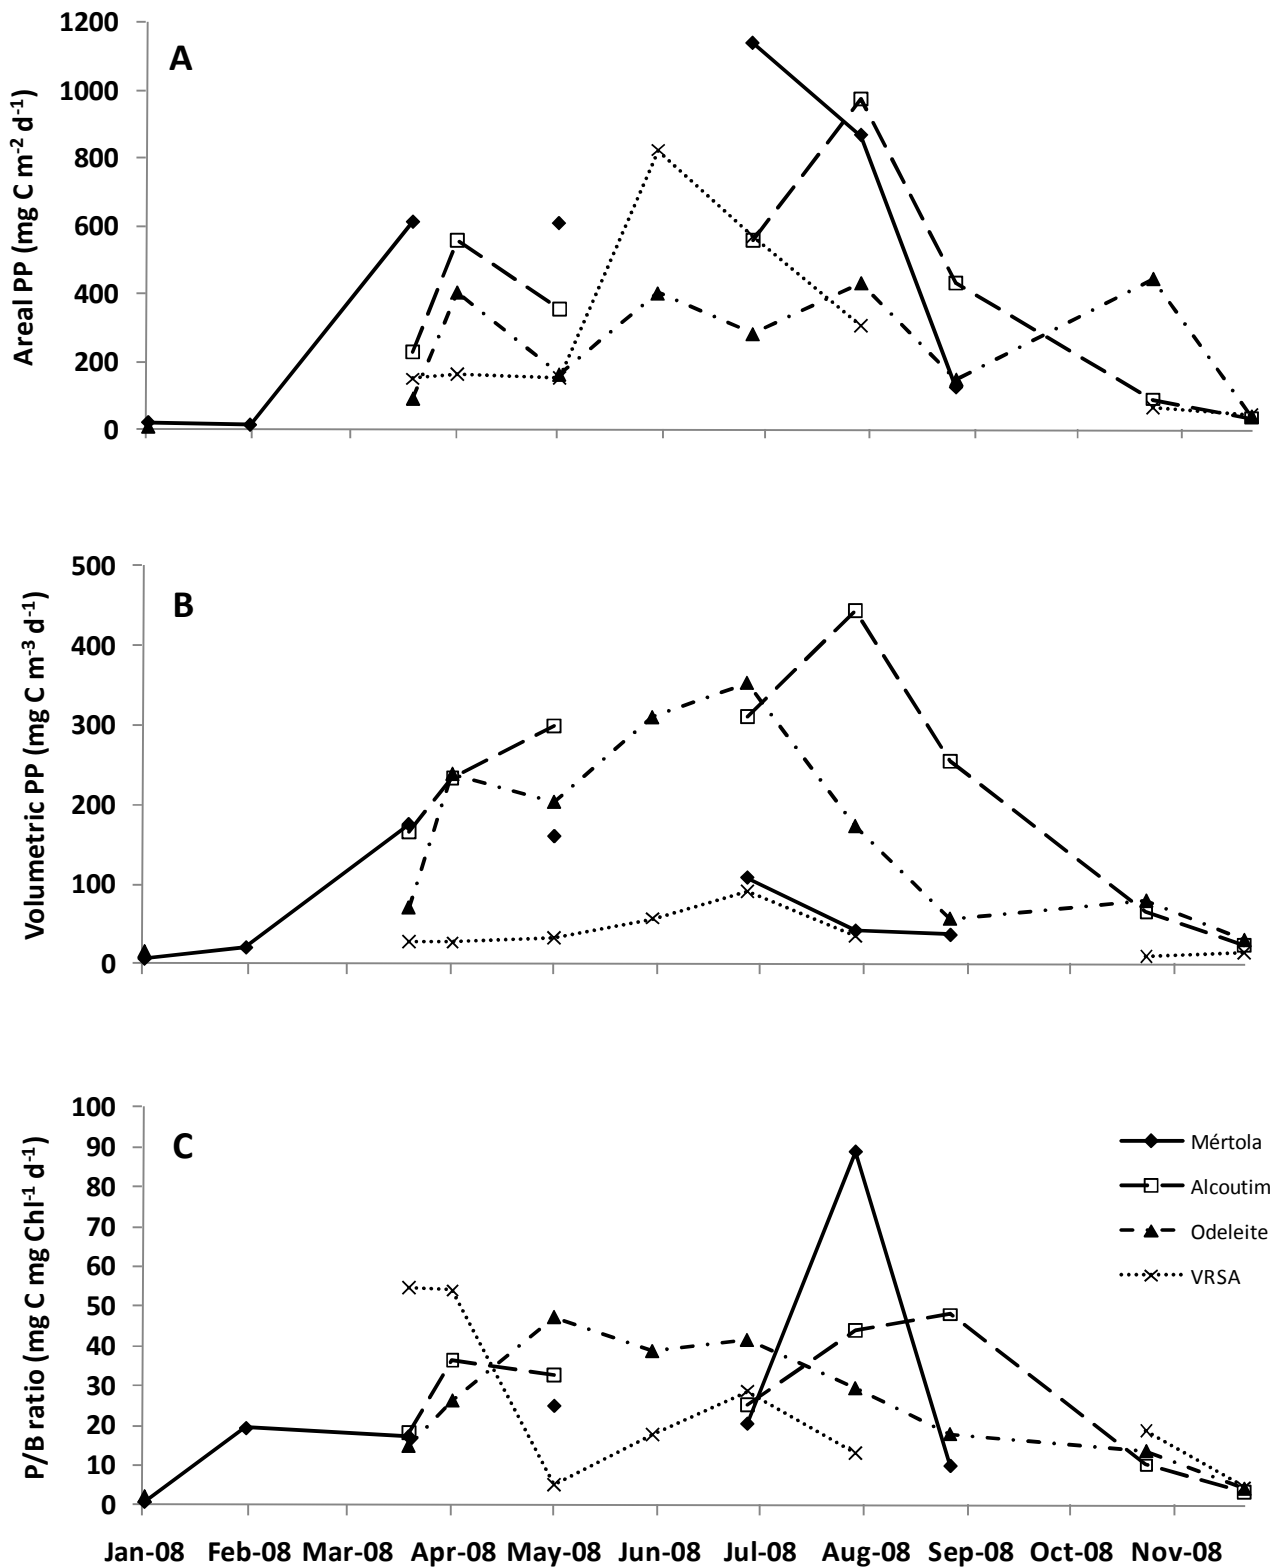 A
Areal PP (mg C m-2 d-1)
1200
1000
800
600
400
200
0
B
Volumetric PP (mg C m-3 d-1)
500
400
300
200
100
0
C
P/B ratio (mg C mg Chl-1 d-1)
100
90
80
70
60
50
40
30
20
10
0
Mértola
Alcoutim
Odeleite
VRSA
Jan-08 Feb-08 Mar-08 Apr-08 May-08 Jun-08 Jul-08 Aug-08 Sep-08 Oct-08 Nov-08